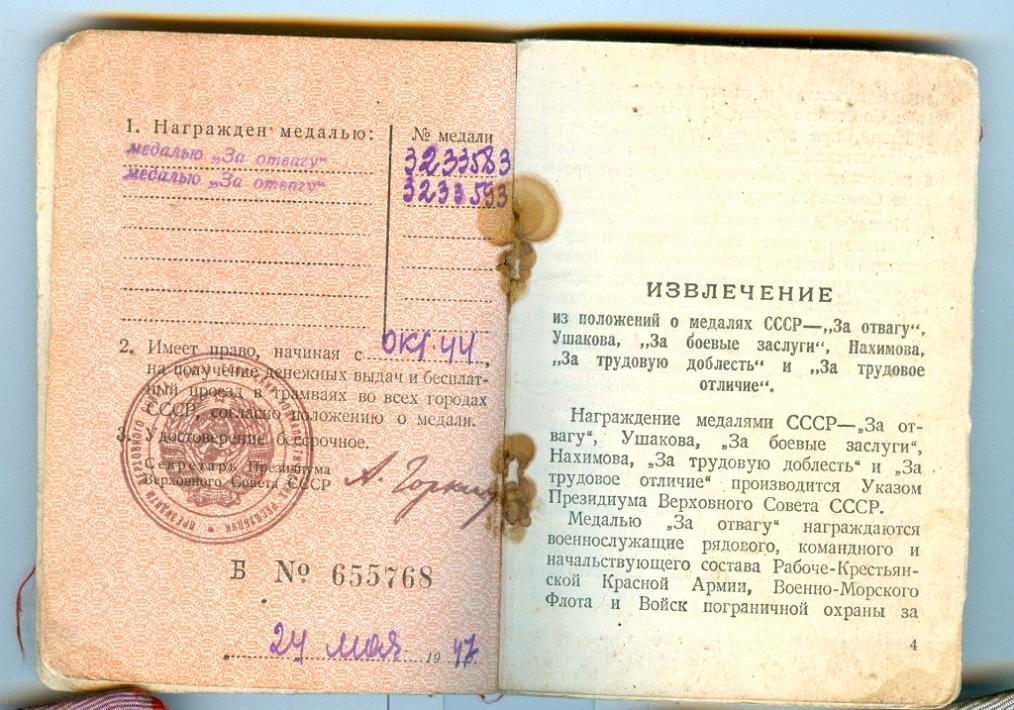 1. Награжден медалью:
№ медали
медалью „За отвагу“
3233583
медалью „За отвагу“
3233593
2. Имеет право, начиная с окт. 44,
на получение денежных выдач и бесплат-
ный проезд в трамваях во всех городах
СССР, согласно положению о медали.
3. Удостоверение бессрочное.
Секретарь Президиума
Верховного Совета СССР
А. Горкин
Б № 655768
„24 мая 1947.
ИЗВЛЕЧЕНИЕ
из положений о медалях СССР—„За отвагу“,
Ушакова, „За боевые заслуги“, Нахимова,
„За трудовую доблесть“ и „За трудовое
отличие“.
Награждение медалями СССР—„За от-
вагу“, Ушакова, „За боевые заслуги“,
Нахимова, „За трудовую доблесть“ и „За
трудовое отличие“ производится Указом
Президиума Верховного Совета СССР.
Медалью „За отвагу“ награждаются
военнослужащие рядового, командного и
начальствующего состава Рабоче-Крестьян-
ской Красной Армии, Военно-Морского
Флота и Войск пограничной охраны за
4